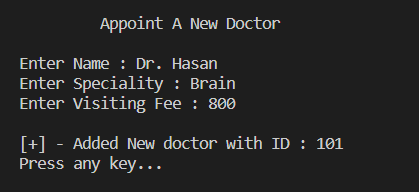 Appoint A New Doctor
Enter Name : Dr. Hasan
Enter Speciality : Brain
Enter Visiting Fee : 800
[+] - Added New doctor with ID : 101
Press any key...